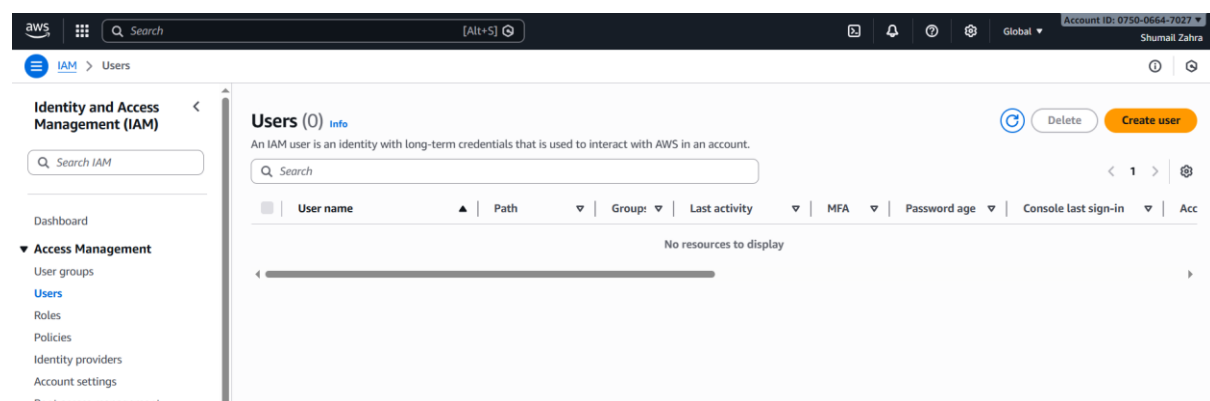 aws
Search [Alt+S]
Global ▼
Account ID: 0750-0664-7027 ▼
Shumail Zahra
IAM > Users
Identity and Access
Management (IAM)
Search IAM
Dashboard
▼ Access Management
User groups
Users
Roles
Policies
Identity providers
Account settings
Users (0) Info
Delete
Create user
An IAM user is an identity with long-term credentials that is used to interact with AWS in an account.
Search
< 1 >
User name Path Group: Last activity MFA Password age Console last sign-in Acc
No resources to display